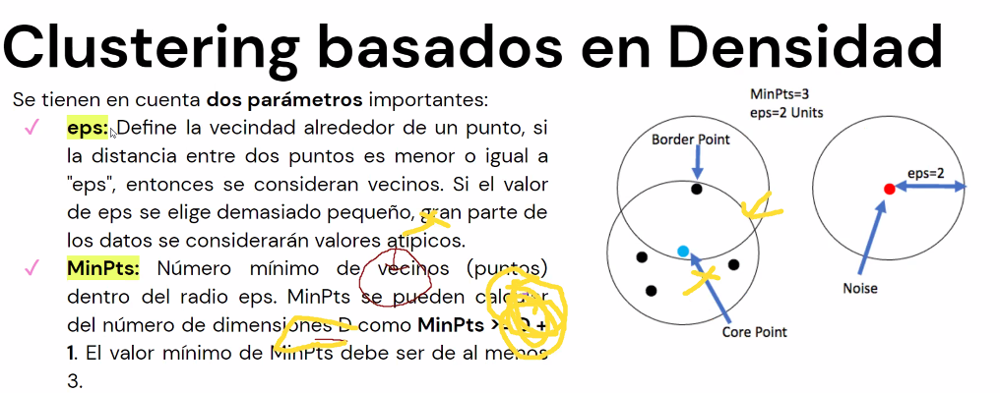 Clustering basados en Densidad
Se tienen en cuenta dos parámetros importantes:
✓ eps: Define la vecindad alrededor de un punto, si
la distancia entre dos puntos es menor o igual a
"eps", entonces se consideran vecinos. Si el valor
de eps se elige demasiado pequeño, gran parte de
los datos se considerarán valores atípicos.
✓ MinPts: Número mínimo de vecinos (puntos)
dentro del radio eps. MinPts se pueden calcular
del número de dimensiones D como MinPts >= D +
1. El valor mínimo de MinPts debe ser de al menos
3.
MinPts=3
eps=2 Units
Border Point
eps=2
Noise
Core Point